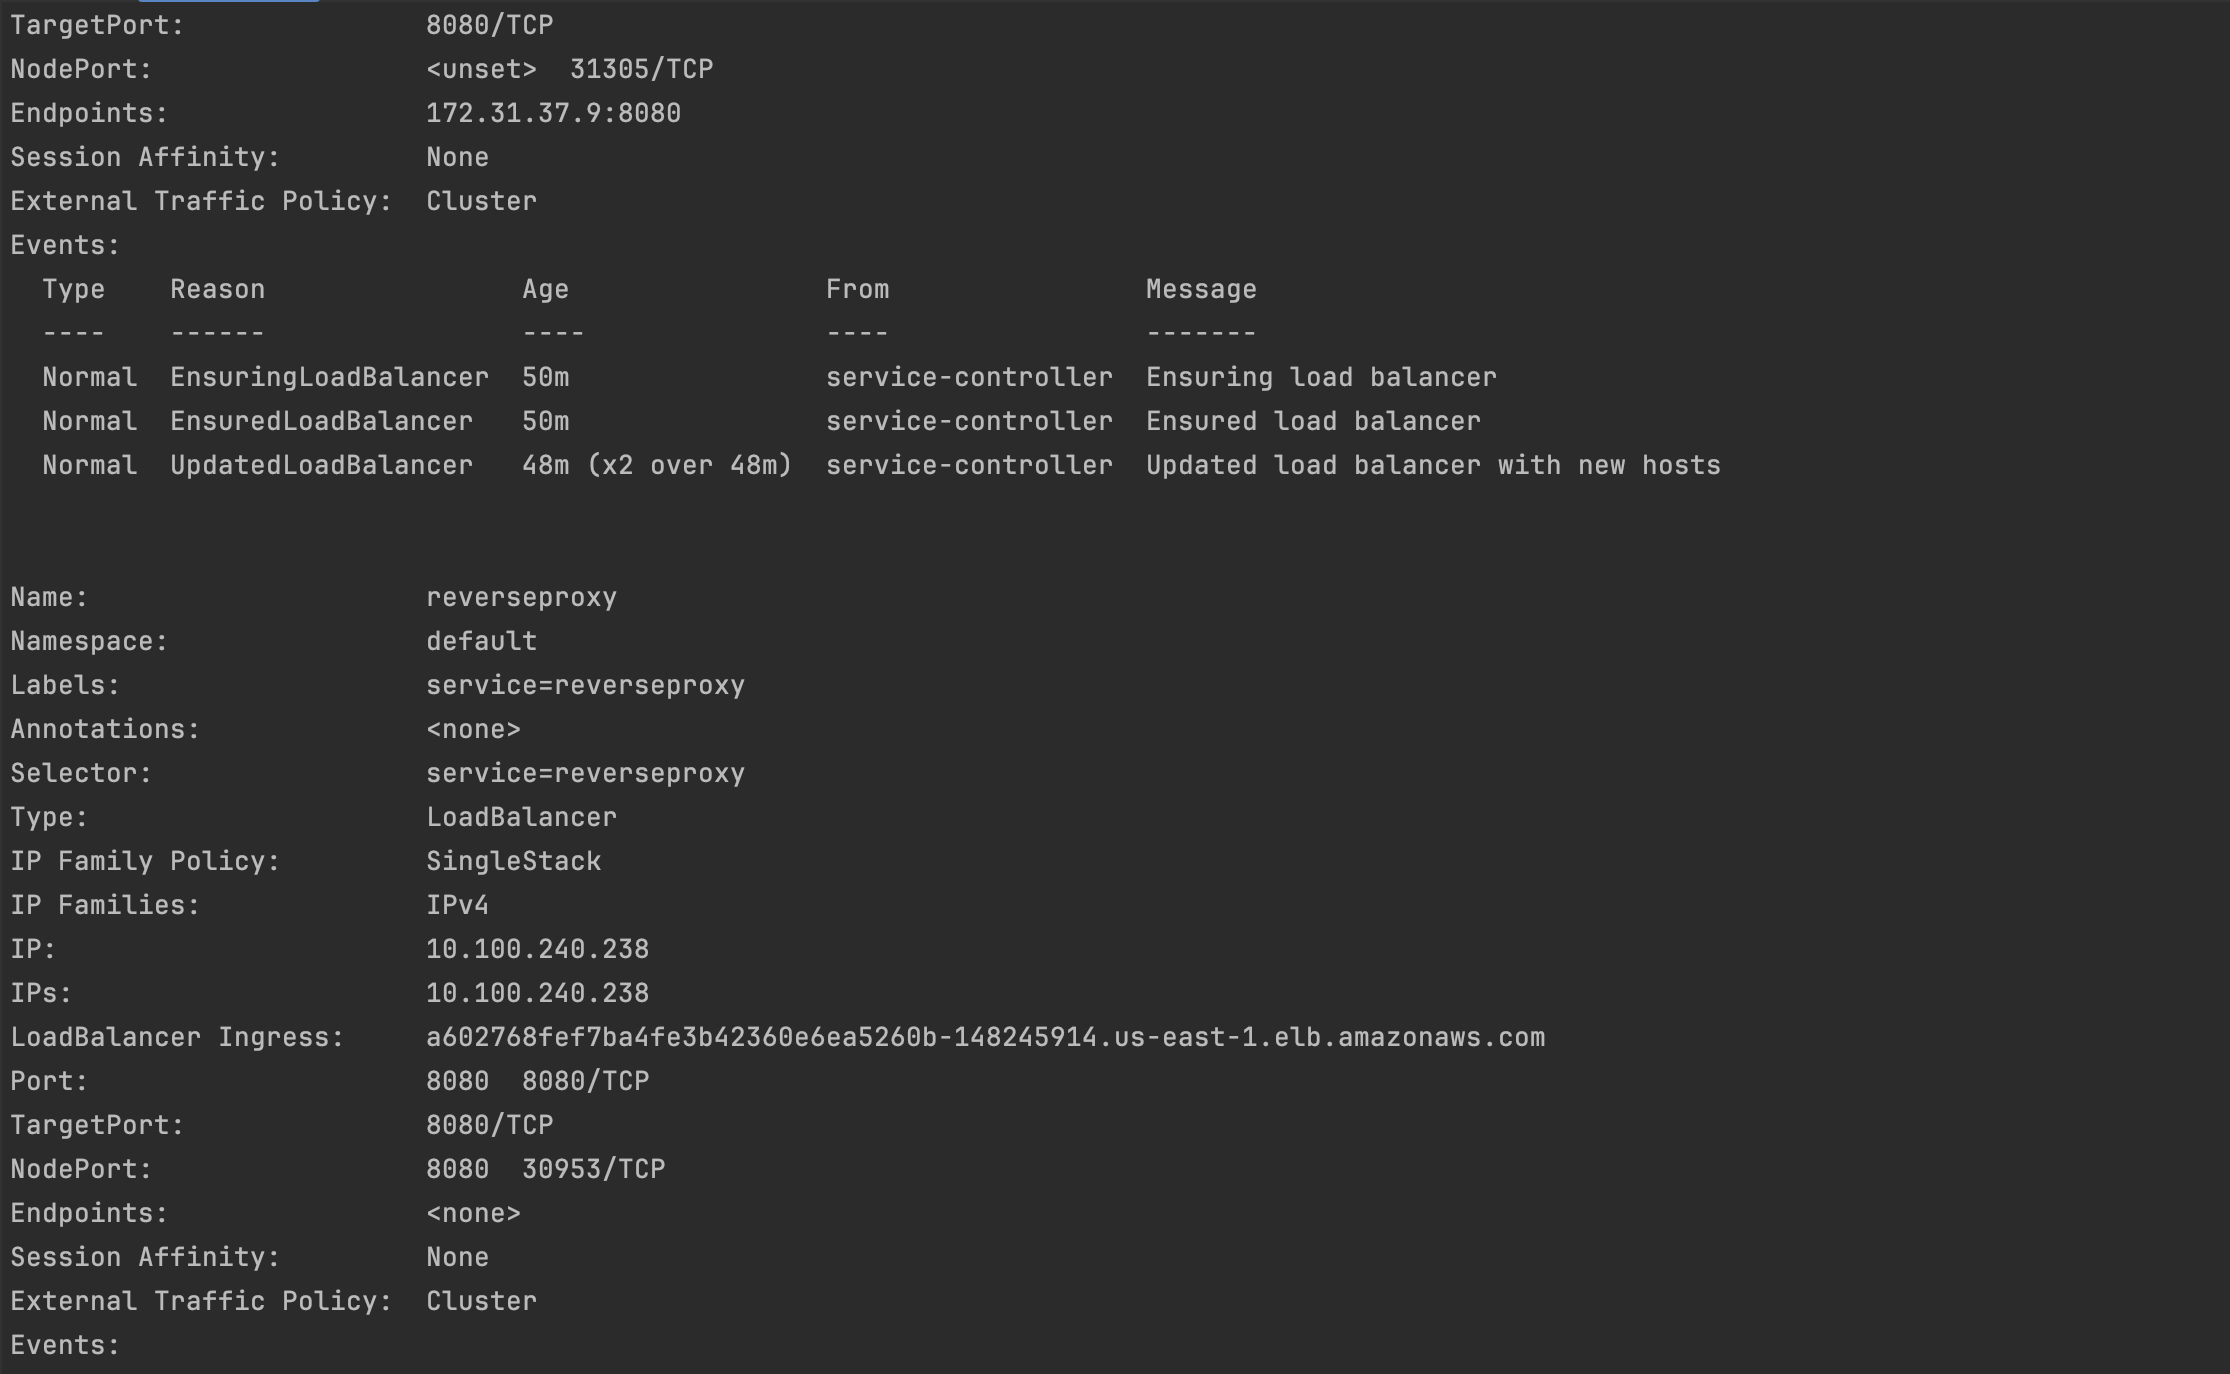 TargetPort: 8080/TCP
NodePort: <unset> 31305/TCP
Endpoints: 172.31.37.9:8080
Session Affinity: None
External Traffic Policy: Cluster
Events:
Type Reason Age From Message
---- ------ ---- ---- -------
Normal EnsuringLoadBalancer 50m service-controller Ensuring load balancer
Normal EnsuredLoadBalancer 50m service-controller Ensured load balancer
Normal UpdatedLoadBalancer 48m (x2 over 48m) service-controller Updated load balancer with new hosts
Name: reverseproxy
Namespace: default
Labels: service=reverseproxy
Annotations: <none>
Selector: service=reverseproxy
Type: LoadBalancer
IP Family Policy: SingleStack
IP Families: IPv4
IP: 10.100.240.238
IPs: 10.100.240.238
LoadBalancer Ingress: a602768fef7ba4fe3b42360e6ea5260b-148245914.us-east-1.elb.amazonaws.com
Port: 8080 8080/TCP
TargetPort: 8080/TCP
NodePort: 8080 30953/TCP
Endpoints: <none>
Session Affinity: None
External Traffic Policy: Cluster
Events: